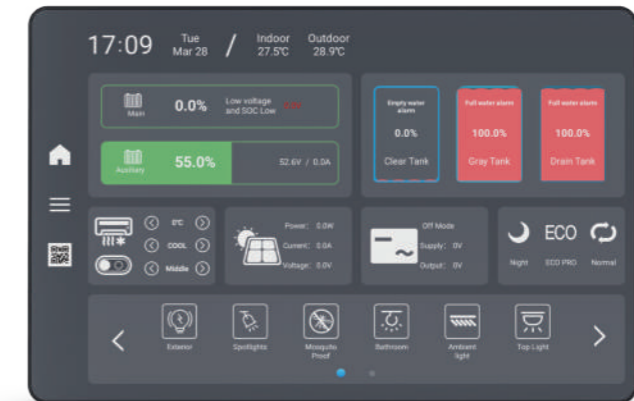 17:09
Tue
Mar 28
/
Indoor
27.5°C
Outdoor
28.9°C
Main
0.0%
Low voltage
and SOC Low
Auxiliary
55.0%
52.6V / 0.0A
Empty water
alarm
0.0%
Clear Tank
Full water alarm
100.0%
Gray Tank
Full water alarm
100.0%
Drain Tank
0°C
COOL
Middle
Power: 0.0W
Current: 0.0A
Voltage: 0.0V
Off Mode
Supply: 0V
Output: 0V
Night
ECO
ECO PRO
Normal
Exterior
Spotlights
Mosquito
Proof
Bathroom
Ambient
light
Top Light